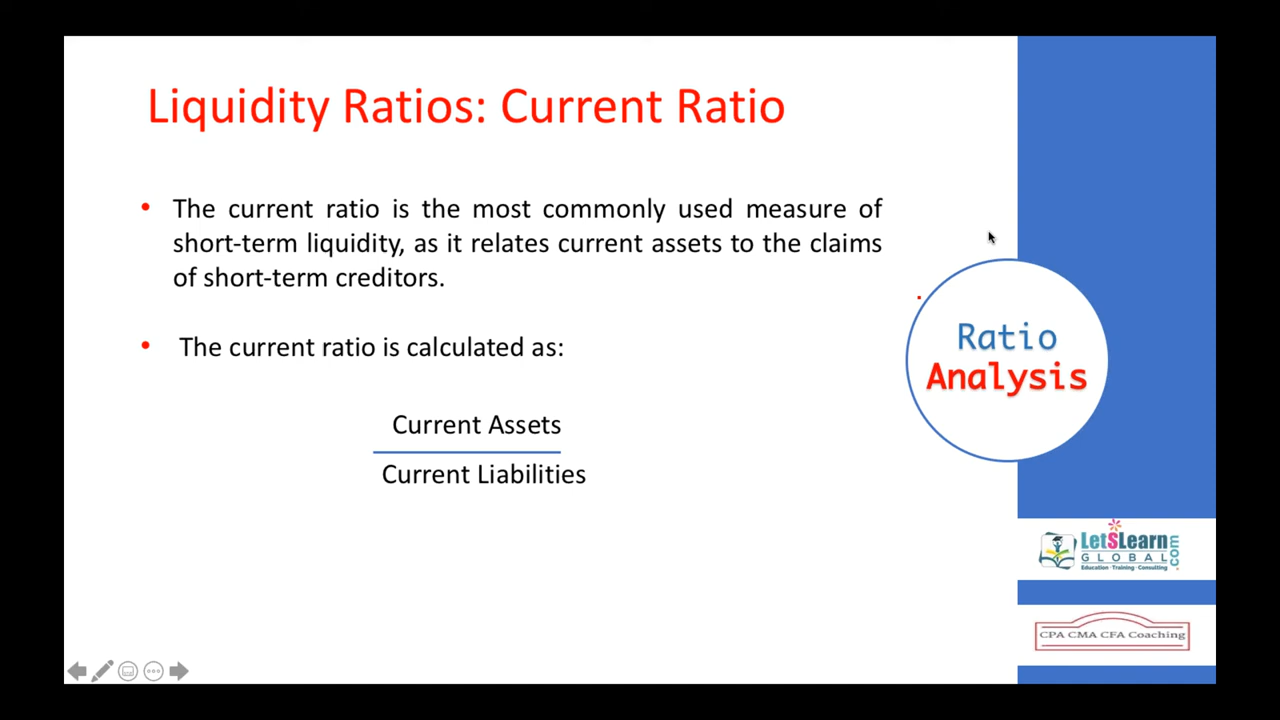 Liquidity Ratios: Current Ratio
• The current ratio is the most commonly used measure of
short-term liquidity, as it relates current assets to the claims
of short-term creditors.
• The current ratio is calculated as:
Current Assets
Current Liabilities
Ratio
Analysis
LetSLearn
GLOBAL
.com
Education · Training · Consulting
CPA CMA CFA Coaching